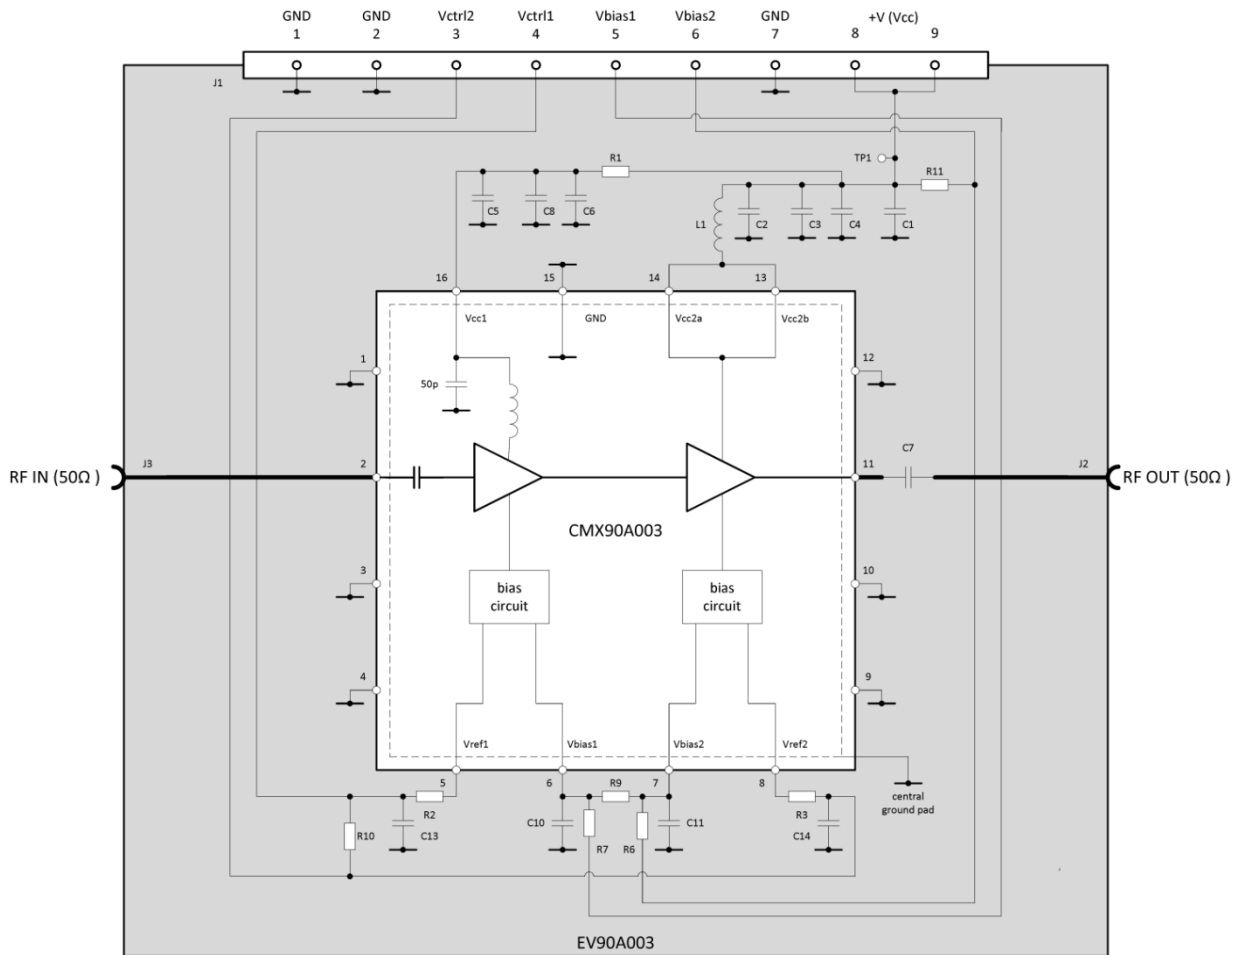 GND GND Vctrl2 Vctrl1 Vbias1 Vbias2 GND +V (Vcc)
1 2 3 4 5 6 7 8 9
J1
TP1
R1
R11
C5 C8 C6
L1 C2 C3 C4 C1
16 15 14 13
Vcc1 GND Vcc2a Vcc2b
1 12
50p
C7
RF IN (50Ω ) J3 2 11 J2 RF OUT (50Ω )
CMX90A003
3 10
bias
circuit
bias
circuit
4 9
Vref1 Vbias1 Vbias2 Vref2
5 6 R9 7 8
central
ground pad
R2 R3
R10 C13 C10 R7 R6 C11 C14
EV90A003